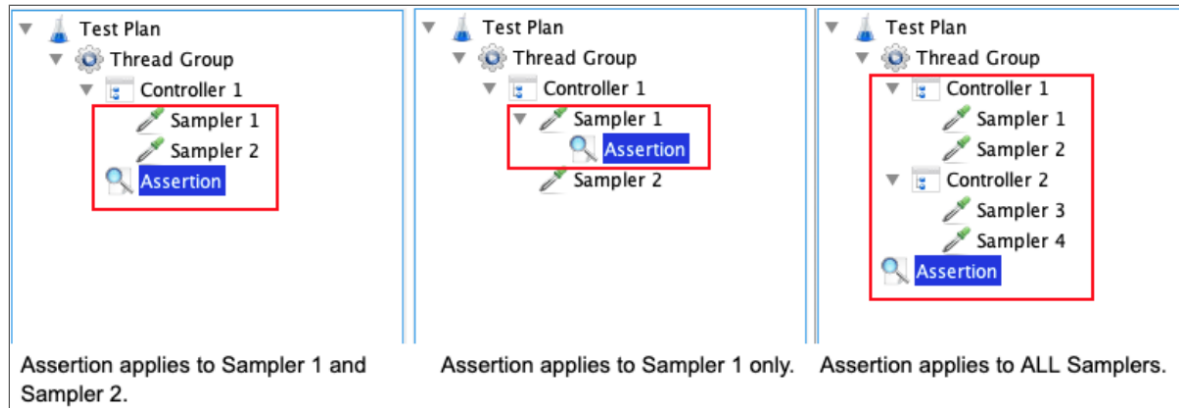 Test Plan
Thread Group
Controller 1
Sampler 1
Sampler 2
Assertion
Assertion applies to Sampler 1 and
Sampler 2.
Test Plan
Thread Group
Controller 1
Sampler 1
Assertion
Sampler 2
Assertion applies to Sampler 1 only.
Test Plan
Thread Group
Controller 1
Sampler 1
Sampler 2
Controller 2
Sampler 3
Sampler 4
Assertion
Assertion applies to ALL Samplers.